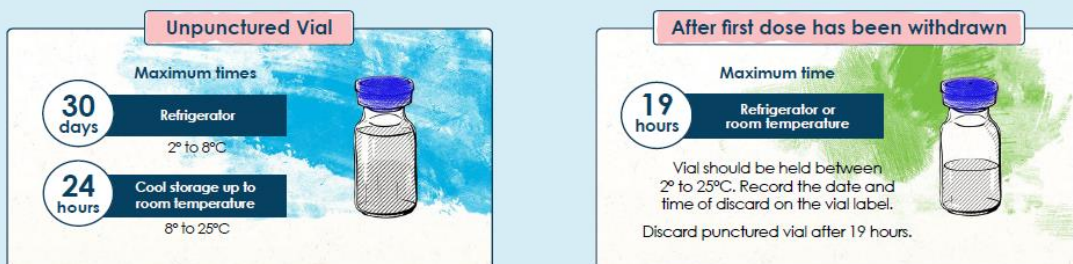 Unpunctured Vial
Maximum times
30
days
Refrigerator
2° to 8°C
24
hours
Cool storage up to
room temperature
8° to 25°C
After first dose has been withdrawn
Maximum time
19
hours
Refrigerator or
room temperature
Vial should be held between
2° to 25°C. Record the date and
time of discard on the vial label.
Discard punctured vial after 19 hours.